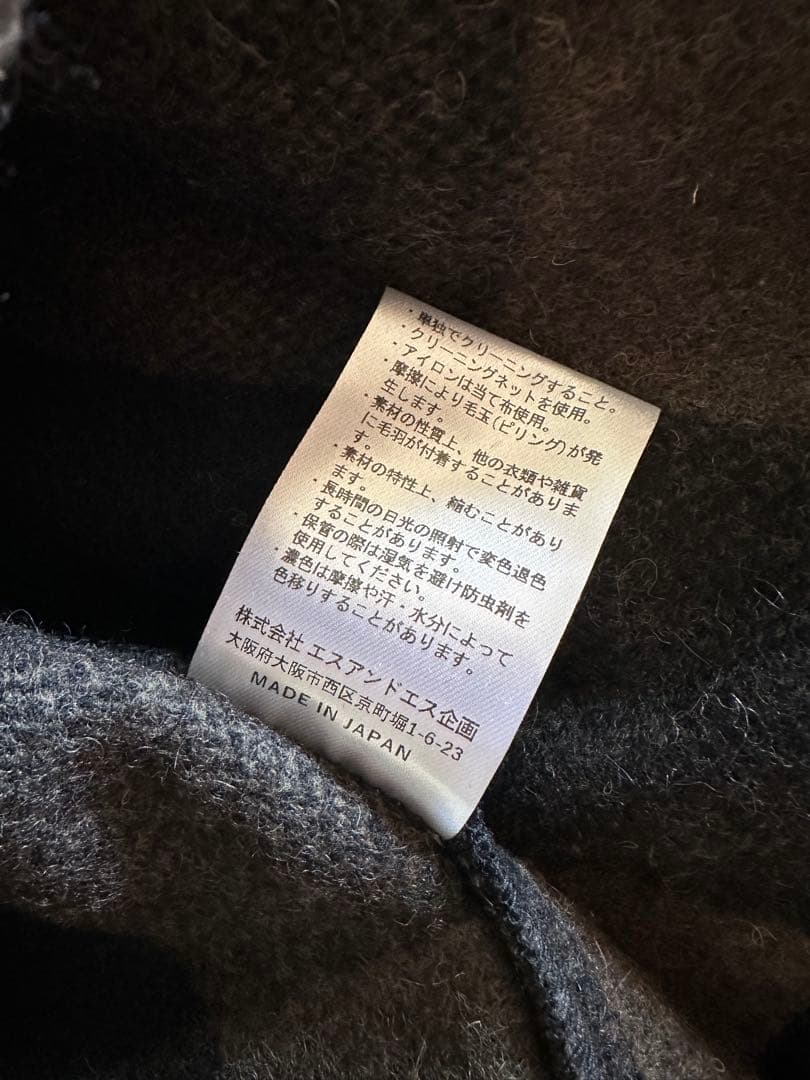 ・単独でクリーニングすること。
・クリーニングネットを使用。
・アイロンは当て布使用。
・摩擦により毛玉(ピリング)が発
生します。
・素材の性質上、他の衣類や雑貨
に毛羽が付着することがありま
す。
・素材の特性上、縮むことがあり
ます。
・長時間の日光の照射で変色退色
することがあります。
・保管の際は湿気を避け防虫剤を
使用してください。
・濃色は摩擦や汗・水分によって
色移りすることがあります。
株式会社 エスアンドエス企画
大阪府大阪市西区京町堀1-6-23
MADE IN JAPAN